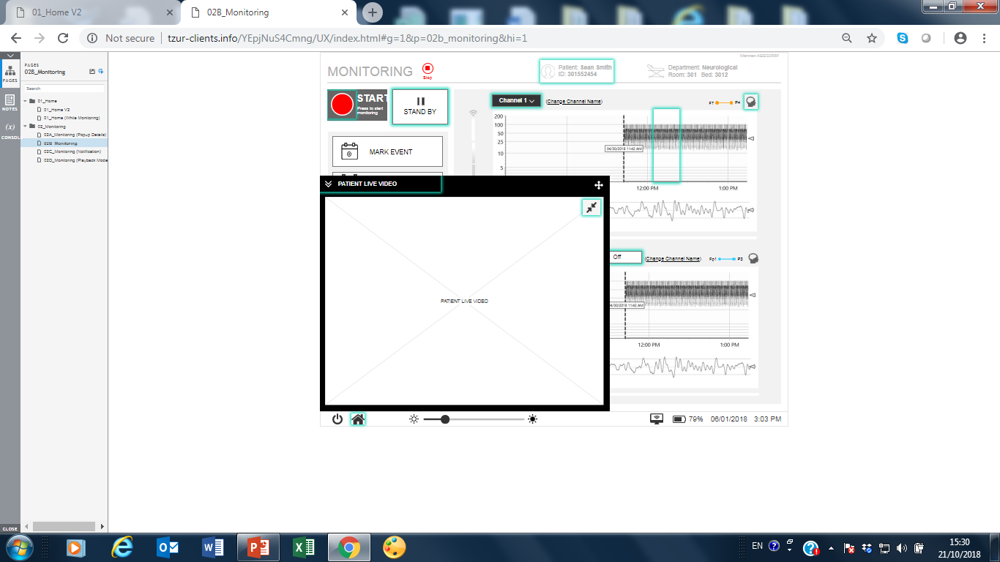 01_Home V2
02B_Monitoring
Not secure
tzur-clients.info/YEpjNuS4Cmng/UX/index.html#g=1&p=02b_monitoring&hi=1
PAGES
02B_Monitoring
Search
01_Home
01_Home V2
01_Home (While Monitoring)
02_Monitoring
02A_Monitoring (Popup Details)
02B_Monitoring
02C_Monitoring (Notification)
02D_Monitoring (Playback Mode
PAGES
NOTES
(x)
CONSOL
CLOSE
MONITORING
Stop
Patient: Sean Smith
ID: 301552454
Department: Neurological
Room: 301 Bed: 3012
START
Press to start
monitoring
STAND BY
MARK EVENT
Channel 1
(Change Channel Name)
F7
P4
200
100
50
25
10
5
04/30/2018 11:42 AM
12:00 PM
1:00 PM
PATIENT LIVE VIDEO
PATIENT LIVE VIDEO
Off
(Change Channel Name)
Fp1
P3
/30/2018 11:42 AM
12:00 PM
1:00 PM
79%
06/01/2018
3:03 PM
EN
15:30
21/10/2018